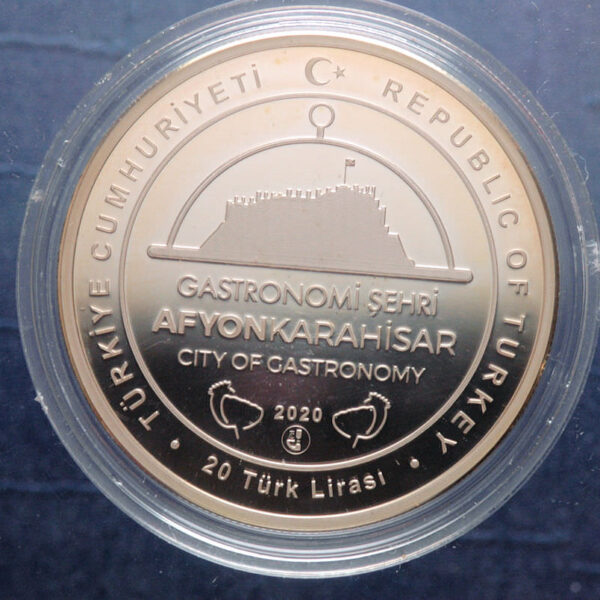 TÜRKİYE CUMHURİYETİ
REPUBLIC OF TURKEY
GASTRONOMİ ŞEHRİ
AFYONKARAHİSAR
CITY OF GASTRONOMY
2020
• 20 Türk Lirası •